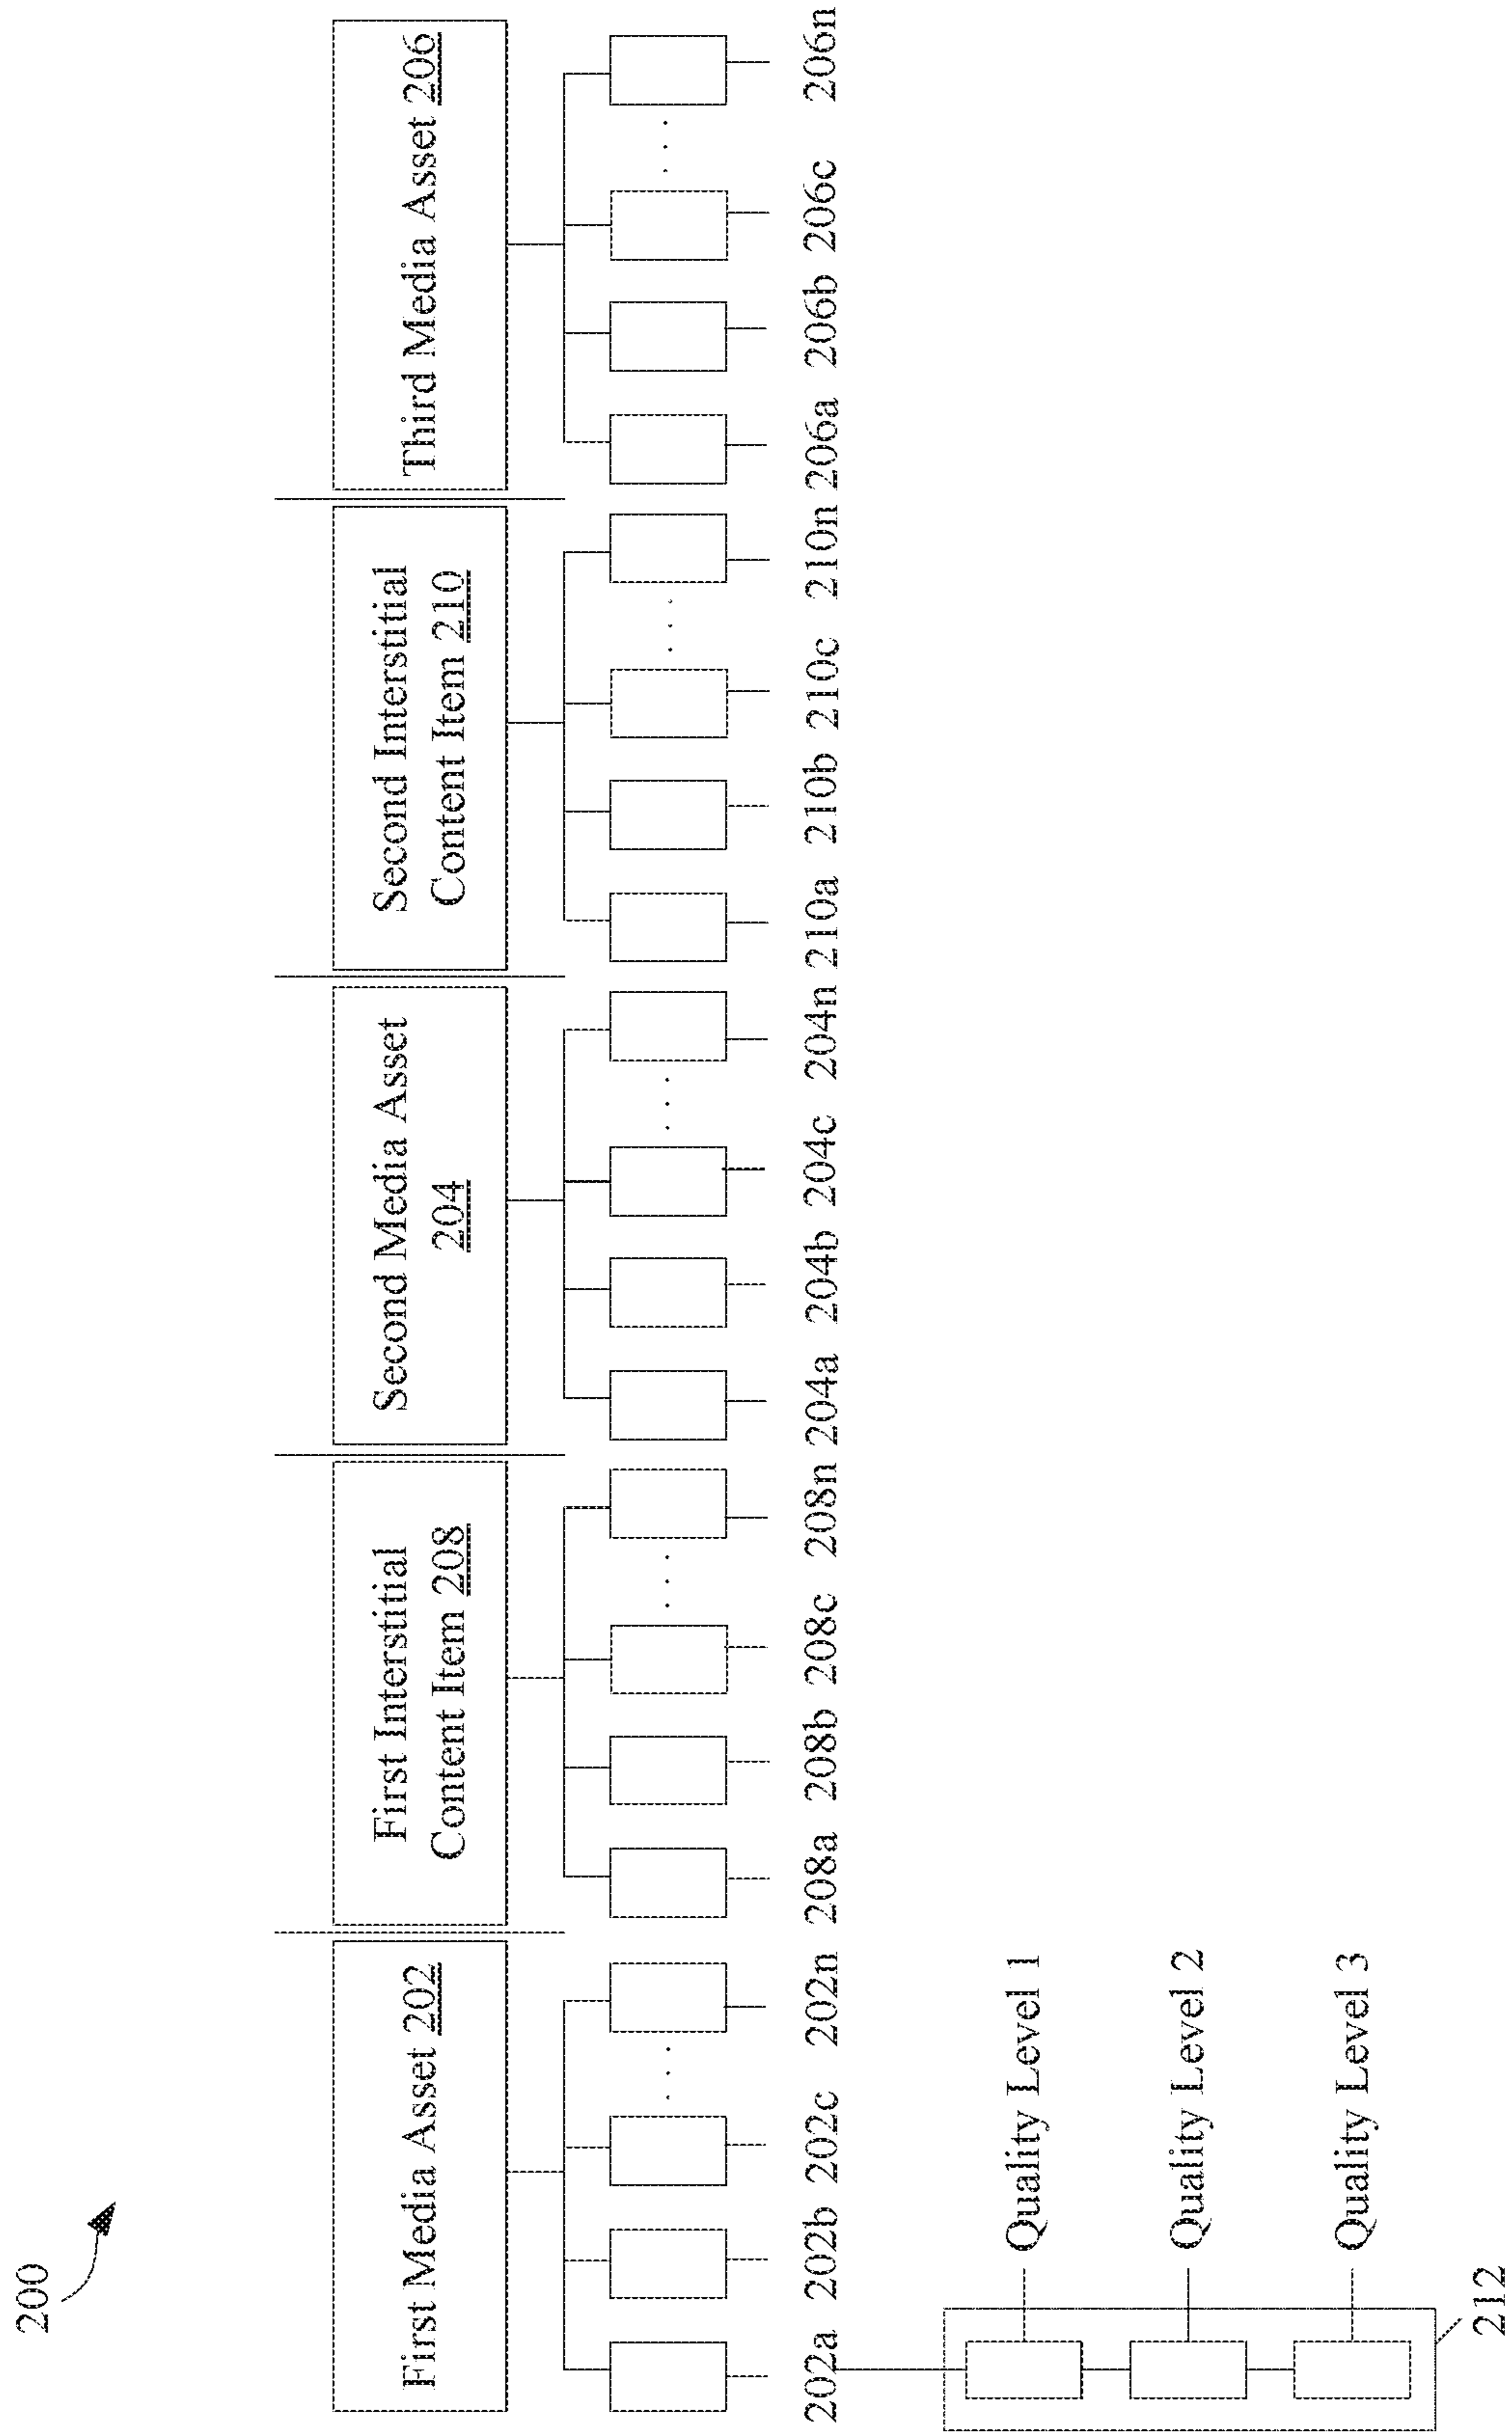 200
First Media Asset 202
First Interstitial
Content Item 208
Second Media Asset
204
Second Interstitial
Content Item 210
Third Media Asset 206
202a 202b 202c 202n 208a 208b 208c 208n 204a 204b 204c 204n 210a 210b 210c 210n 206a 206b 206c 206n
Quality Level 1
Quality Level 2
Quality Level 3
212